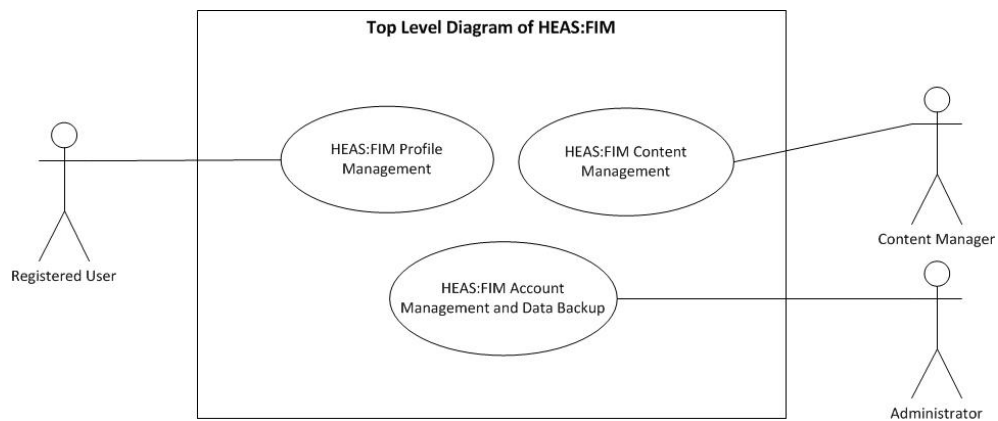 Top Level Diagram of HEAS:FIM
HEAS:FIM Profile
Management
HEAS:FIM Content
Management
Content Manager
Registered User
HEAS:FIM Account
Management and Data Backup
Administrator